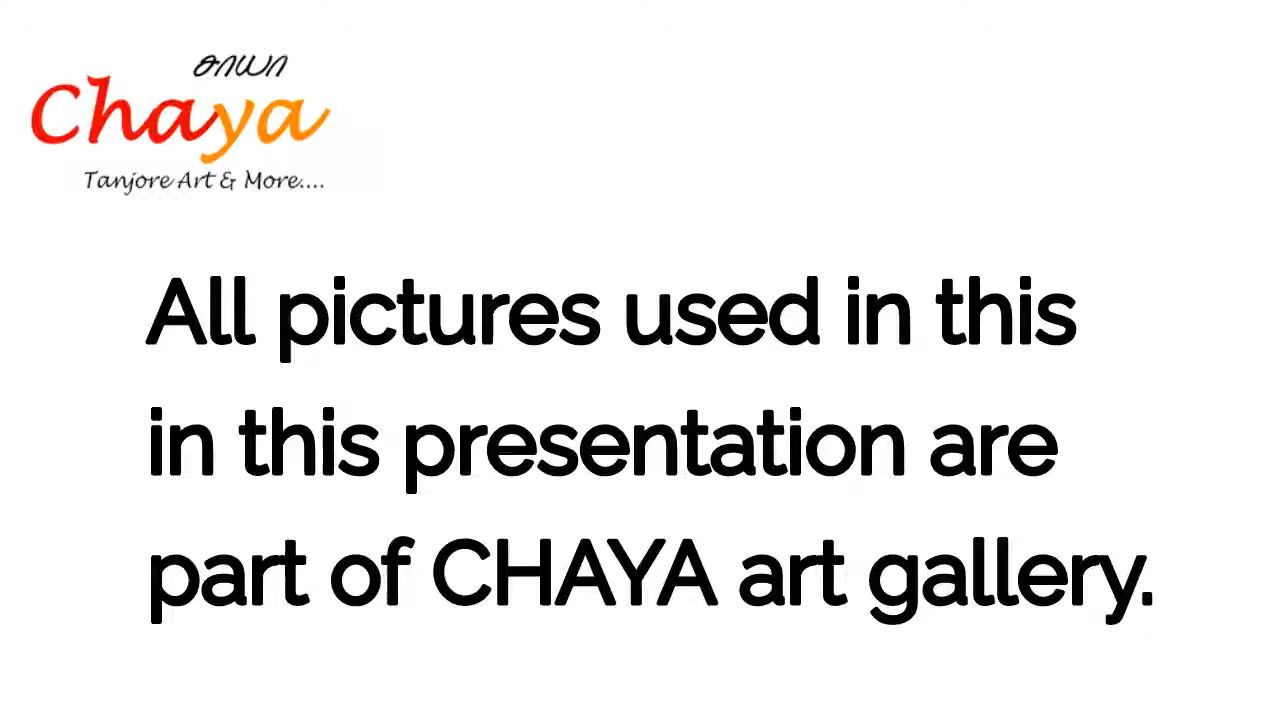 சாயா
Chaya
Tanjore Art & More....
All pictures used in this
in this presentation are
part of CHAYA art gallery.